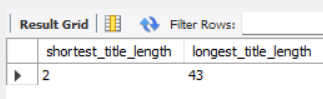 Result Grid Filter Rows:
shortest_title_length longest_title_length
2 43